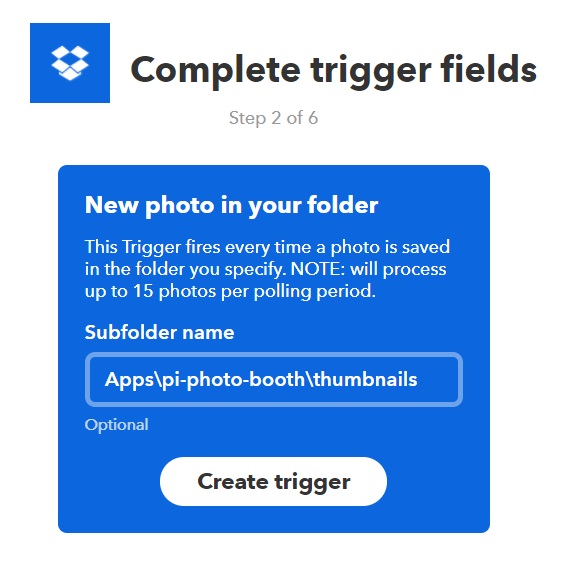 Complete trigger fields
Step 2 of 6
New photo in your folder
This Trigger fires every time a photo is saved
in the folder you specify. NOTE: will process
up to 15 photos per polling period.
Subfolder name
Apps\pi-photo-booth\thumbnails
Optional
Create trigger